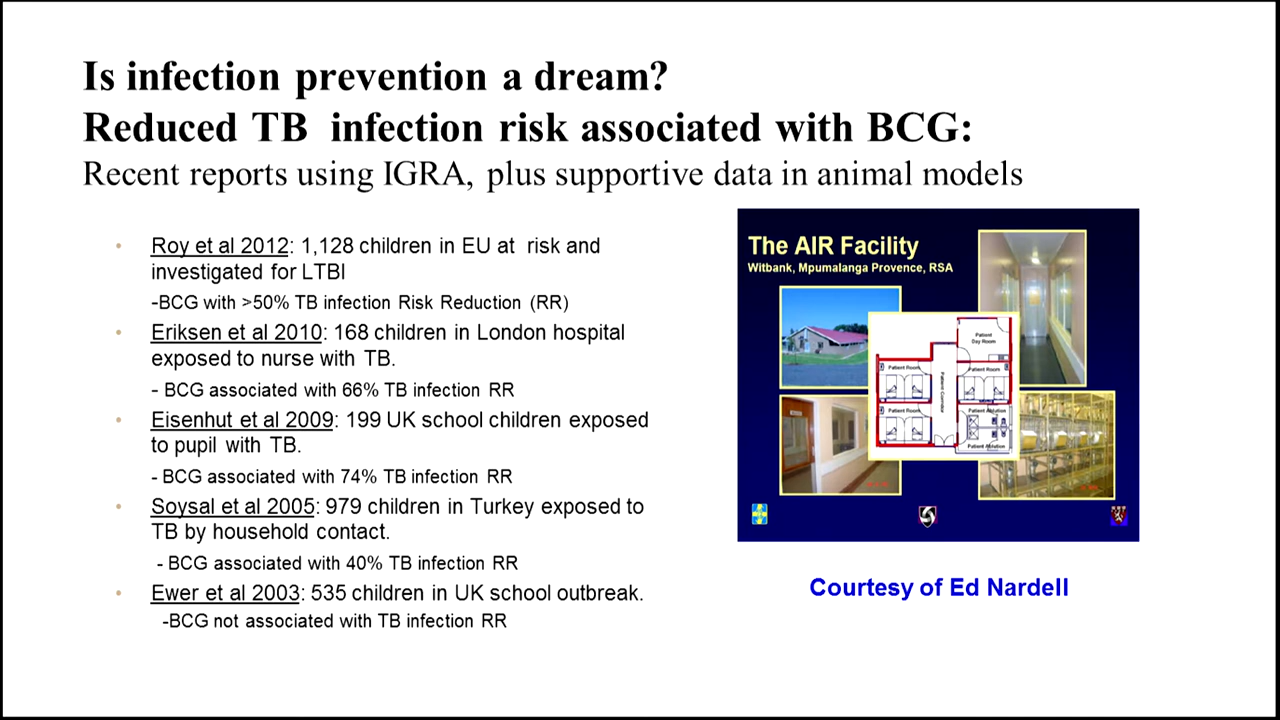 Is infection prevention a dream?
Reduced TB infection risk associated with BCG:
Recent reports using IGRA, plus supportive data in animal models
• Roy et al 2012: 1,128 children in EU at risk and
investigated for LTBI
-BCG with >50% TB infection Risk Reduction (RR)
• Eriksen et al 2010: 168 children in London hospital
exposed to nurse with TB.
- BCG associated with 66% TB infection RR
• Eisenhut et al 2009: 199 UK school children exposed
to pupil with TB.
- BCG associated with 74% TB infection RR
• Soysal et al 2005: 979 children in Turkey exposed to
TB by household contact.
- BCG associated with 40% TB infection RR
• Ewer et al 2003: 535 children in UK school outbreak.
-BCG not associated with TB infection RR
The AIR Facility
Witbank, Mpumalanga Provence, RSA
Patient
Day Room
Patient Room
Patient Room
Patient Corridor
Patient Room
Patient Ablution
Patient Ablution
Courtesy of Ed Nardell